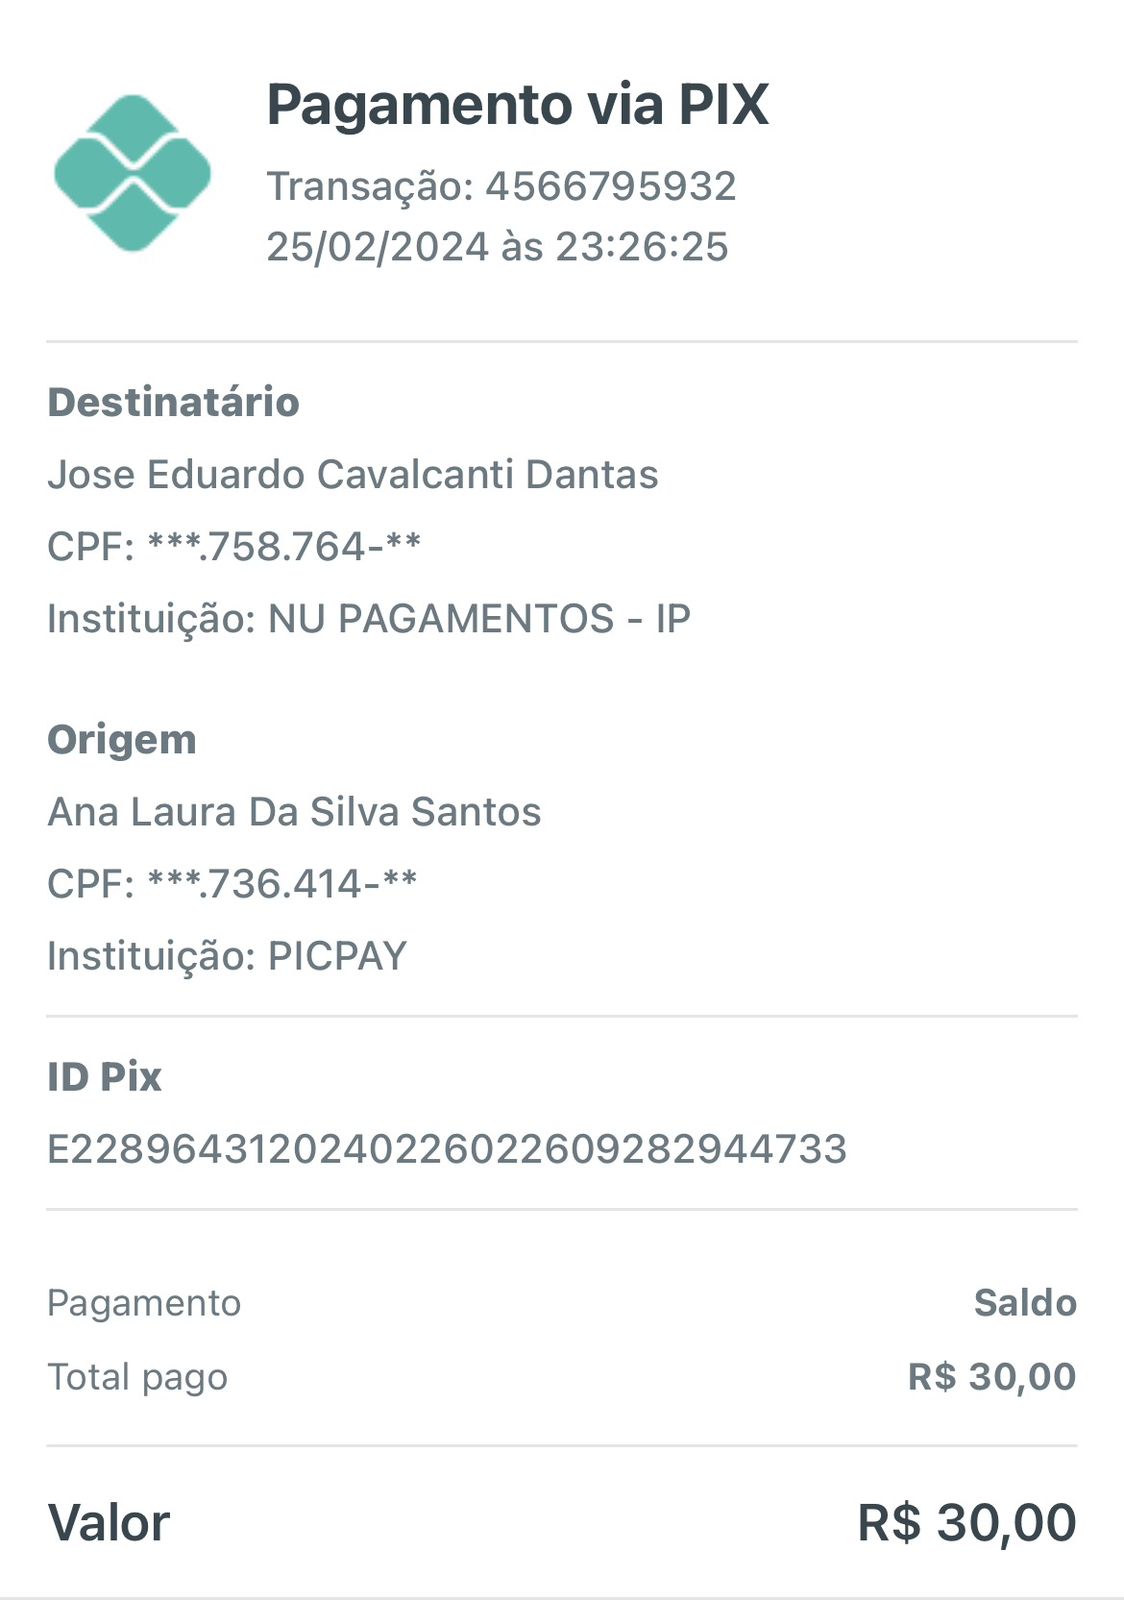 Pagamento via PIX
Transação: 4566795932
25/02/2024 às 23:26:25
Destinatário
Jose Eduardo Cavalcanti Dantas
CPF: ***.758.764-**
Instituição: NU PAGAMENTOS - IP
Origem
Ana Laura Da Silva Santos
CPF: ***.736.414-**
Instituição: PICPAY
ID Pix
E2289643120240226022609282944733
Pagamento Saldo
Total pago R$ 30,00
Valor R$ 30,00